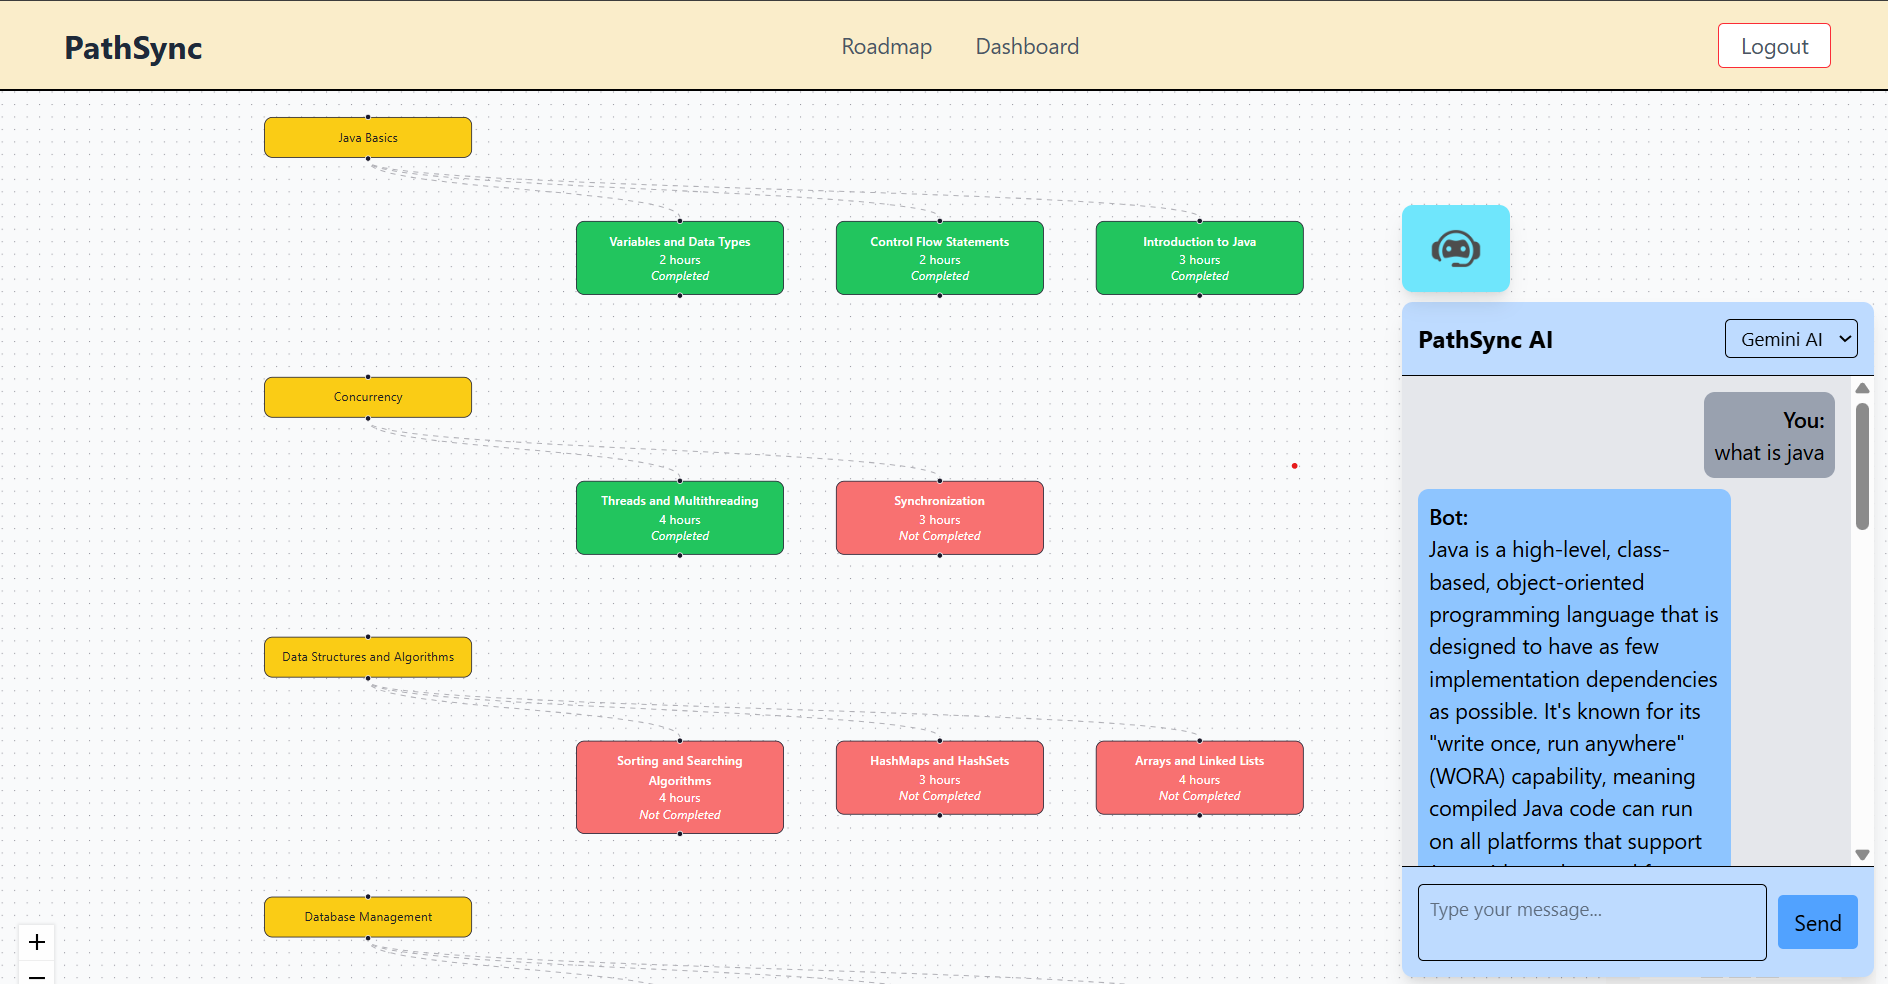 PathSync
Roadmap
Dashboard
Logout
Java Basics
Variables and Data Types
2 hours
Completed
Control Flow Statements
2 hours
Completed
Introduction to Java
3 hours
Completed
Concurrency
Threads and Multithreading
4 hours
Completed
Synchronization
3 hours
Not Completed
Data Structures and Algorithms
Sorting and Searching
Algorithms
4 hours
Not Completed
HashMaps and HashSets
3 hours
Not Completed
Arrays and Linked Lists
4 hours
Not Completed
Database Management
+
−
PathSync AI
Gemini AI
You:
what is java
Bot:
Java is a high-level, class-
based, object-oriented
programming language that is
designed to have as few
implementation dependencies
as possible. It's known for its
"write once, run anywhere"
(WORA) capability, meaning
compiled Java code can run
on all platforms that support
Type your message...
Send